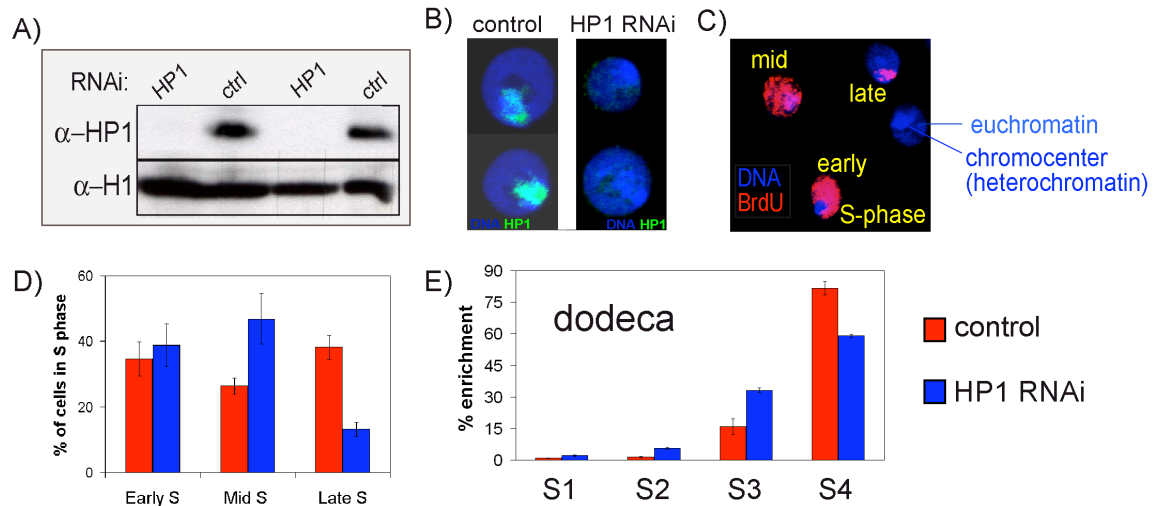 A)
RNAi: HP1 ctrl HP1 ctrl
α–HP1
α–H1
B)
control HP1 RNAi
DNA HP1
DNA HP1
C)
mid
late
early
S-phase
DNA
BrdU
euchromatin
chromocenter
(heterochromatin)
D)
% of cells in S phase
60
40
20
0
Early S Mid S Late S
E)
% enrichment
90
75
60
45
30
15
0
dodeca
S1 S2 S3 S4
control
HP1 RNAi